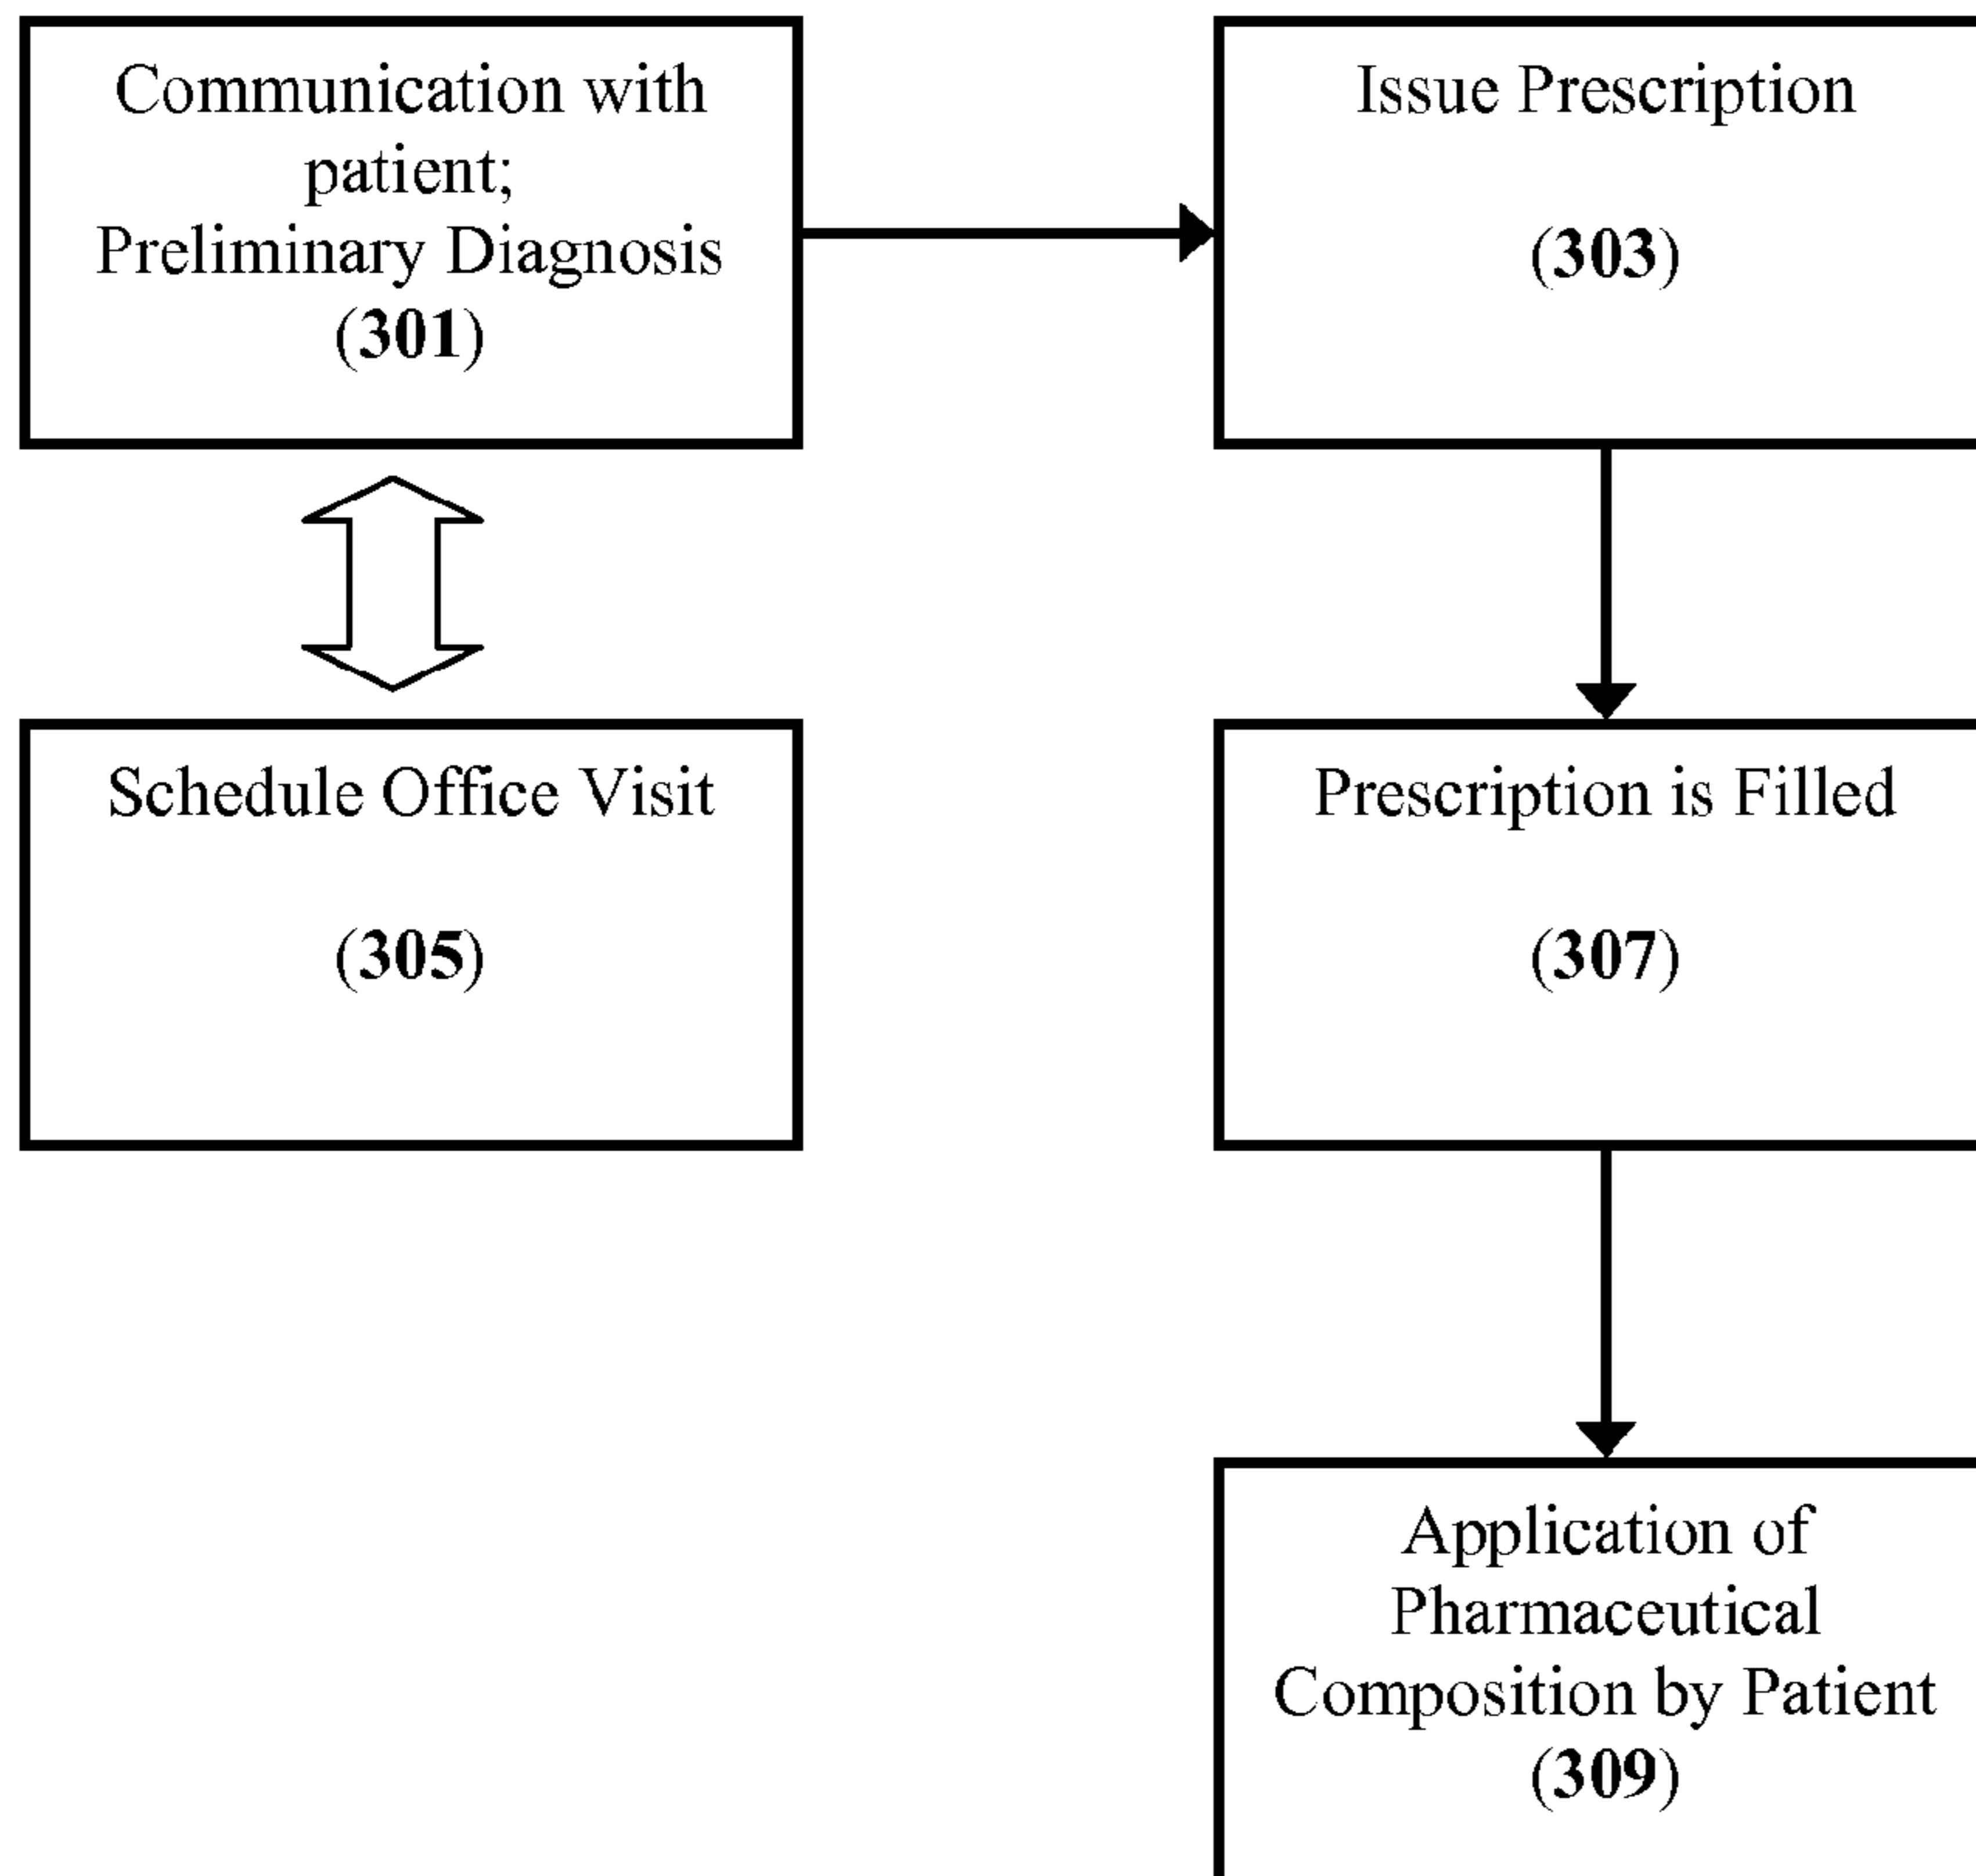 Communication with
patient;
Preliminary Diagnosis
(301)
Issue Prescription
(303)
Schedule Office Visit
(305)
Prescription is Filled
(307)
Application of
Pharmaceutical
Composition by Patient
(309)